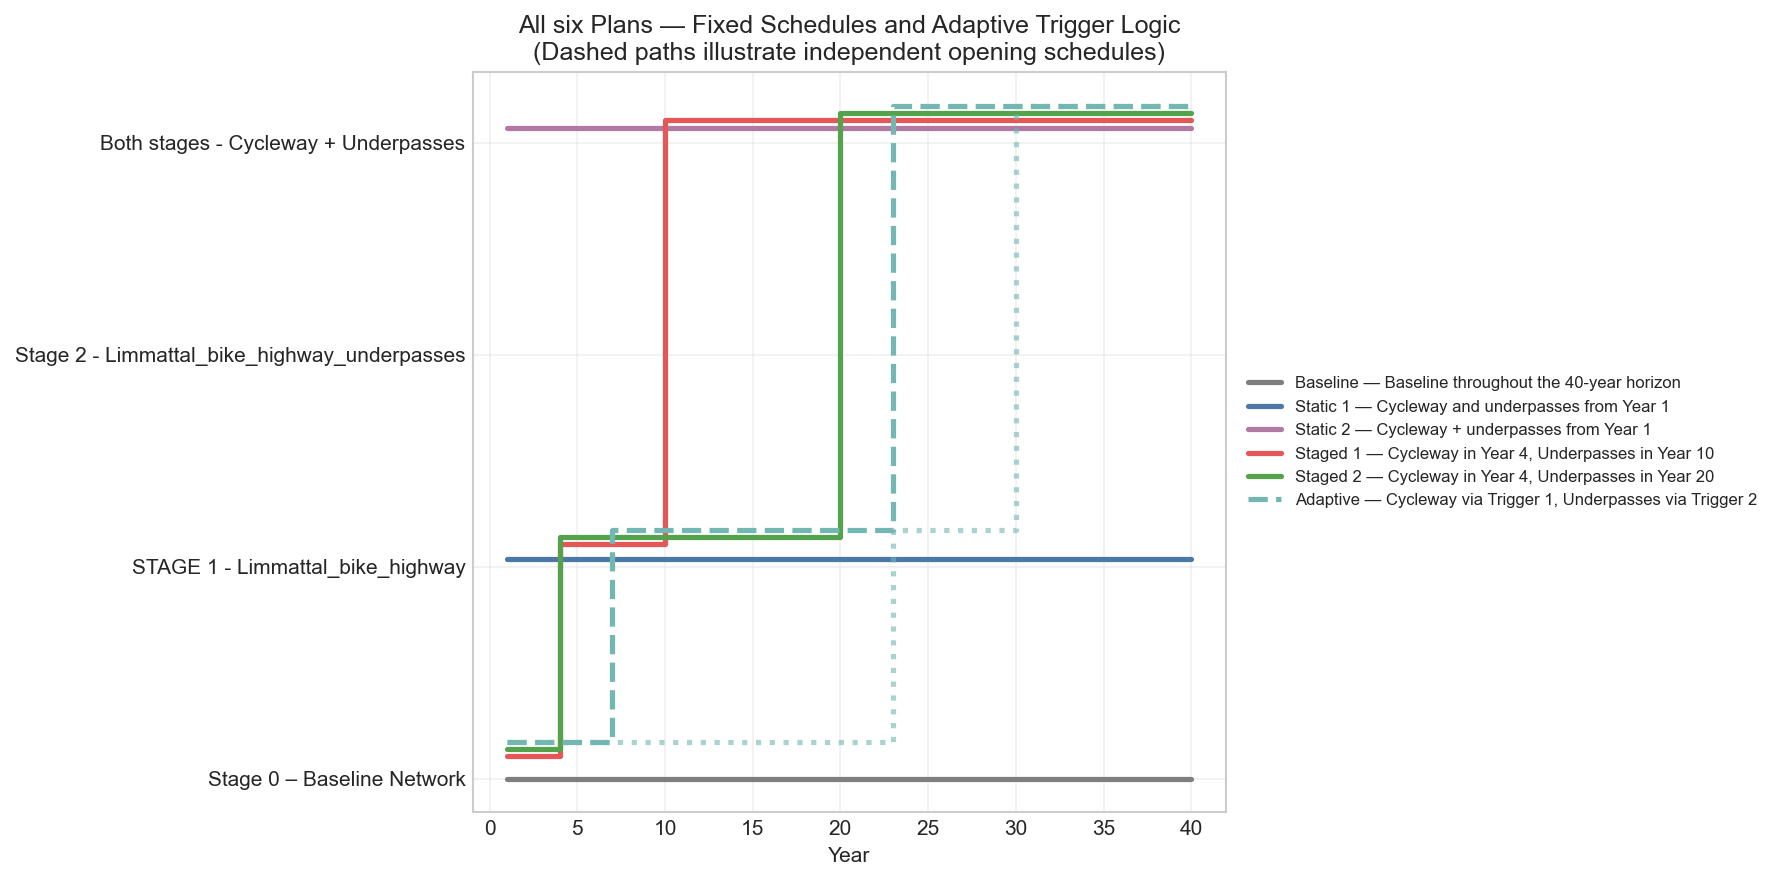 All six Plans — Fixed Schedules and Adaptive Trigger Logic
(Dashed paths illustrate independent opening schedules)
Both stages - Cycleway + Underpasses
Stage 2 - Limmattal_bike_highway_underpasses
STAGE 1 - Limmattal_bike_highway
Stage 0 – Baseline Network
0 5 10 15 20 25 30 35 40
Year
Baseline — Baseline throughout the 40-year horizon
Static 1 — Cycleway and underpasses from Year 1
Static 2 — Cycleway + underpasses from Year 1
Staged 1 — Cycleway in Year 4, Underpasses in Year 10
Staged 2 — Cycleway in Year 4, Underpasses in Year 20
Adaptive — Cycleway via Trigger 1, Underpasses via Trigger 2